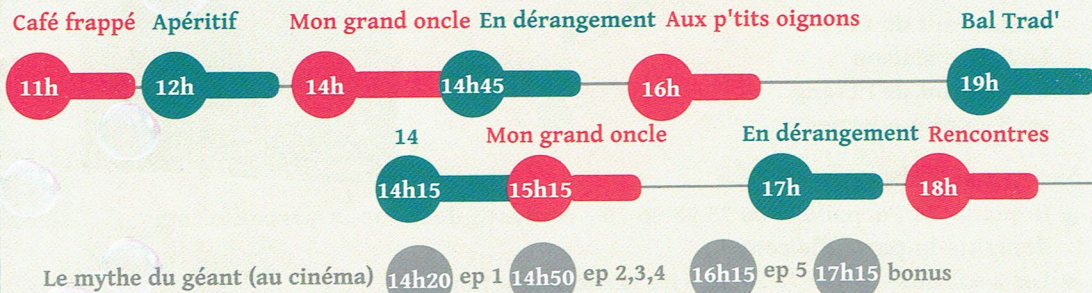 Café frappé Apéritif Mon grand oncle En dérangement Aux p'tits oignons Bal Trad'
11h 12h 14h 14h45 16h 19h
14 Mon grand oncle En dérangement Rencontres
14h15 15h15 17h 18h
Le mythe du géant (au cinéma) 14h20 ep 1 14h50 ep 2,3,4 16h15 ep 5 17h15 bonus